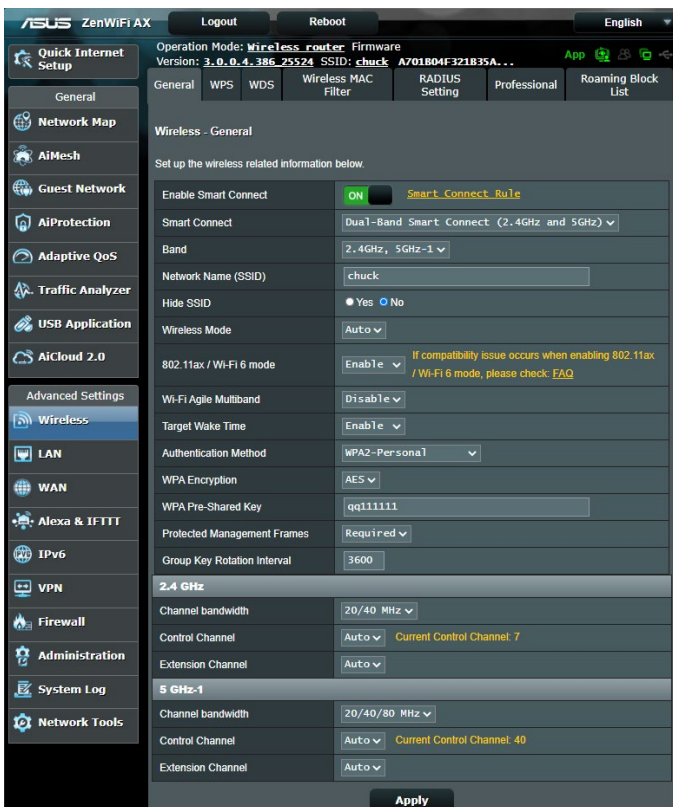 ASUS ZenWiFi AX Logout Reboot English
Quick Internet Setup
Operation Mode: Wireless router Firmware
Version: 3.0.0.4.386_25524 SSID: chuck A701B04F321B35A...
App
General WPS WDS Wireless MAC Filter RADIUS Setting Professional Roaming Block List
General
Network Map
AiMesh
Guest Network
AiProtection
Adaptive QoS
Traffic Analyzer
USB Application
AiCloud 2.0
Advanced Settings
Wireless
LAN
WAN
Alexa & IFTTT
IPv6
VPN
Firewall
Administration
System Log
Network Tools
Wireless - General
Set up the wireless related information below.
Enable Smart Connect ON Smart Connect Rule
Smart Connect Dual-Band Smart Connect (2.4GHz and 5GHz)
Band 2.4GHz, 5GHz-1
Network Name (SSID) chuck
Hide SSID Yes No
Wireless Mode Auto
802.11ax / Wi-Fi 6 mode Enable If compatibility issue occurs when enabling 802.11ax
/ Wi-Fi 6 mode, please check: FAQ
Wi-Fi Agile Multiband Disable
Target Wake Time Enable
Authentication Method WPA2-Personal
WPA Encryption AES
WPA Pre-Shared Key qq111111
Protected Management Frames Required
Group Key Rotation Interval 3600
2.4 GHz
Channel bandwidth 20/40 MHz
Control Channel Auto Current Control Channel: 7
Extension Channel Auto
5 GHz-1
Channel bandwidth 20/40/80 MHz
Control Channel Auto Current Control Channel: 40
Extension Channel Auto
Apply